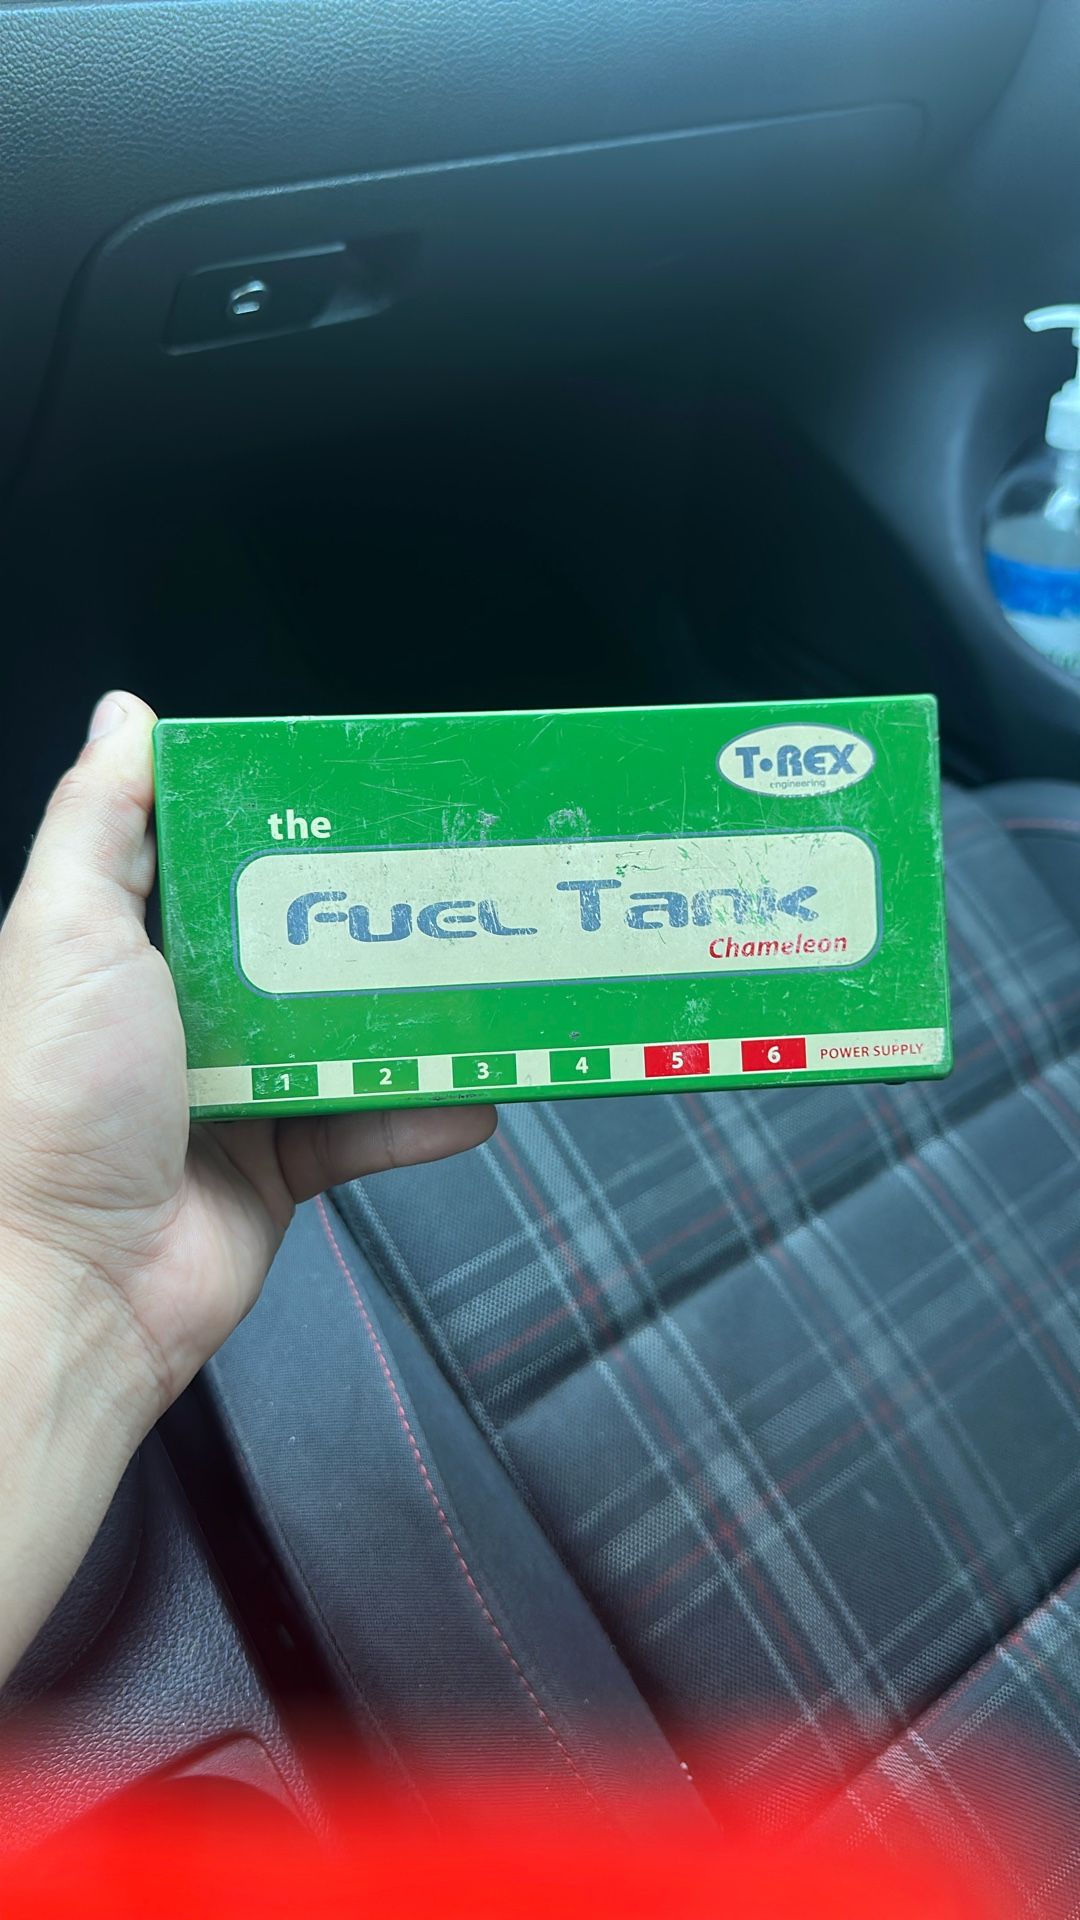 T•REX
engineering
the
Fuel Tank
Chameleon
1 2 3 4 5 6 POWER SUPPLY